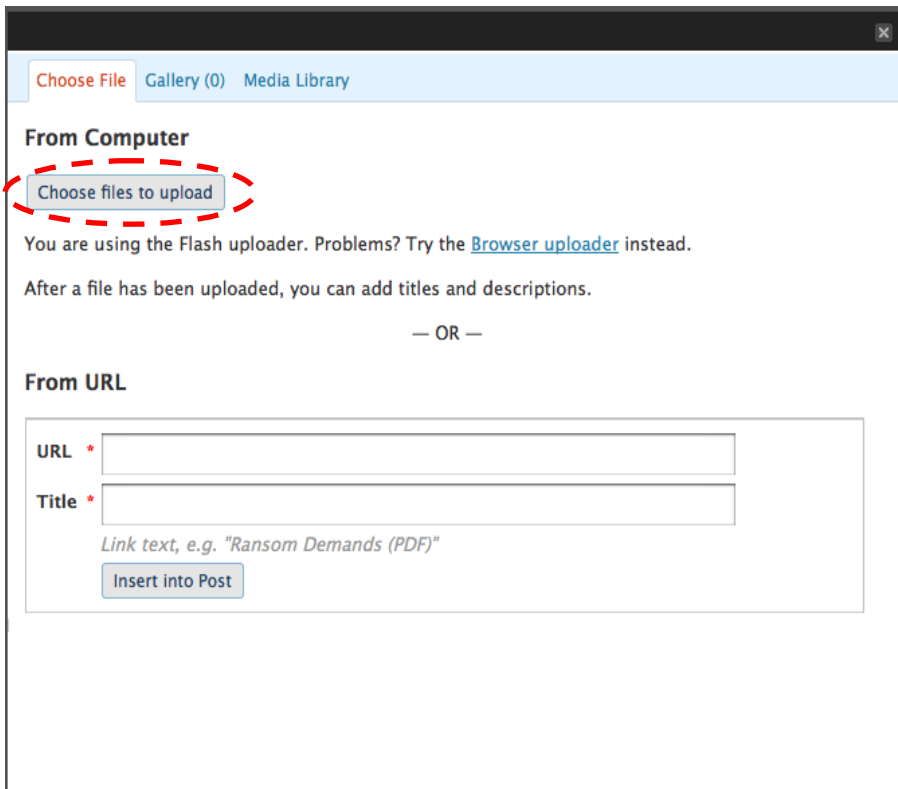 Choose File Gallery (0) Media Library
From Computer
Choose files to upload
You are using the Flash uploader. Problems? Try the Browser uploader instead.
After a file has been uploaded, you can add titles and descriptions.
— OR —
From URL
URL *
Title *
Link text, e.g. "Ransom Demands (PDF)"
Insert into Post